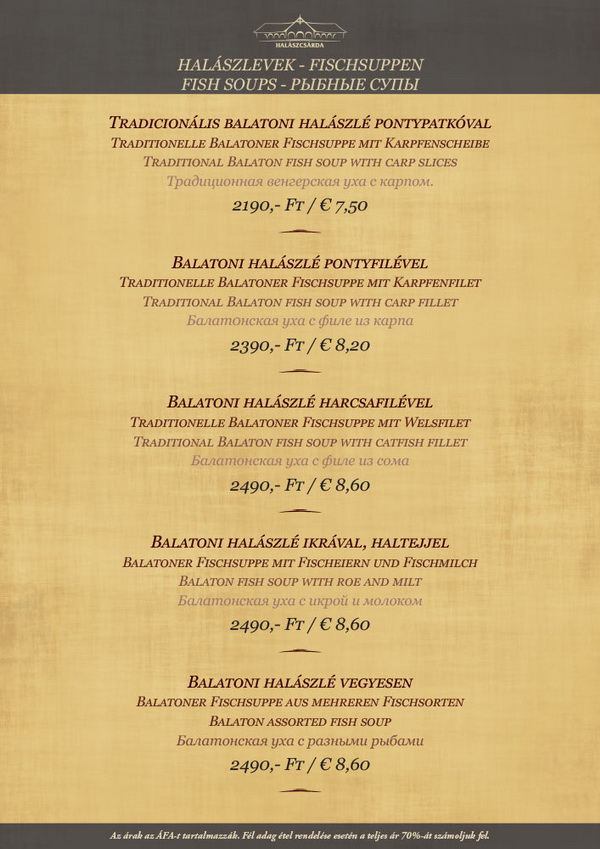 HALÁSZCSÁRDA
HALÁSZLEVEK - FISCHSUPPEN
FISH SOUPS - РЫБНЫЕ СУПЫ
Tradicionális balatoni halászlé pontypatkóval
Traditionelle Balatoner Fischsuppe mit Karpfenscheibe
Traditional Balaton fish soup with carp slices
Традиционная венгерская уха с карпом.
2190,- Ft / € 7,50
Balatoni halászlé pontyfilével
Traditionelle Balatoner Fischsuppe mit Karpfenfilet
Traditional Balaton fish soup with carp fillet
Балатонская уха с филе из карпа
2390,- Ft / € 8,20
Balatoni halászlé harcsafilével
Traditionelle Balatoner Fischsuppe mit Welsfilet
Traditional Balaton fish soup with catfish fillet
Балатонская уха с филе из сома
2490,- Ft / € 8,60
Balatoni halászlé ikrával, haltejjel
Balatoner Fischsuppe mit Fischeiern und Fischmilch
Balaton fish soup with roe and milt
Балатонская уха с икрой и молоком
2490,- Ft / € 8,60
Balatoni halászlé vegyesen
Balatoner Fischsuppe aus mehreren Fischsorten
Balaton assorted fish soup
Балатонская уха с разными рыбами
2490,- Ft / € 8,60
Az árak az ÁFA-t tartalmazzák. Fél adag étel rendelése esetén a teljes ár 70%-át számoljuk fel.